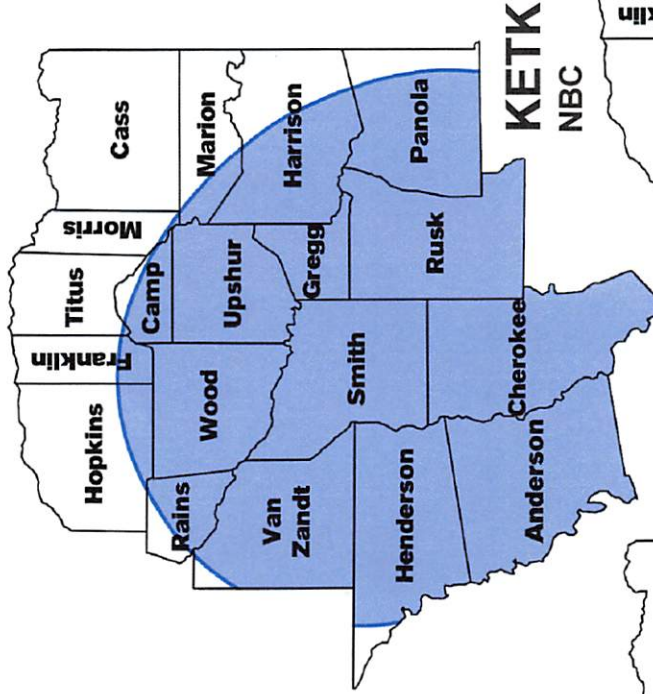 Cass
Morris
Titus
Franklin
Hopkins
Marion
Camp
Harrison
Upshur
Wood
Rains
Gregg
Panola
Van
Zandt
Smith
Rusk
Henderson
Cherokee
Anderson
KETK
NBC